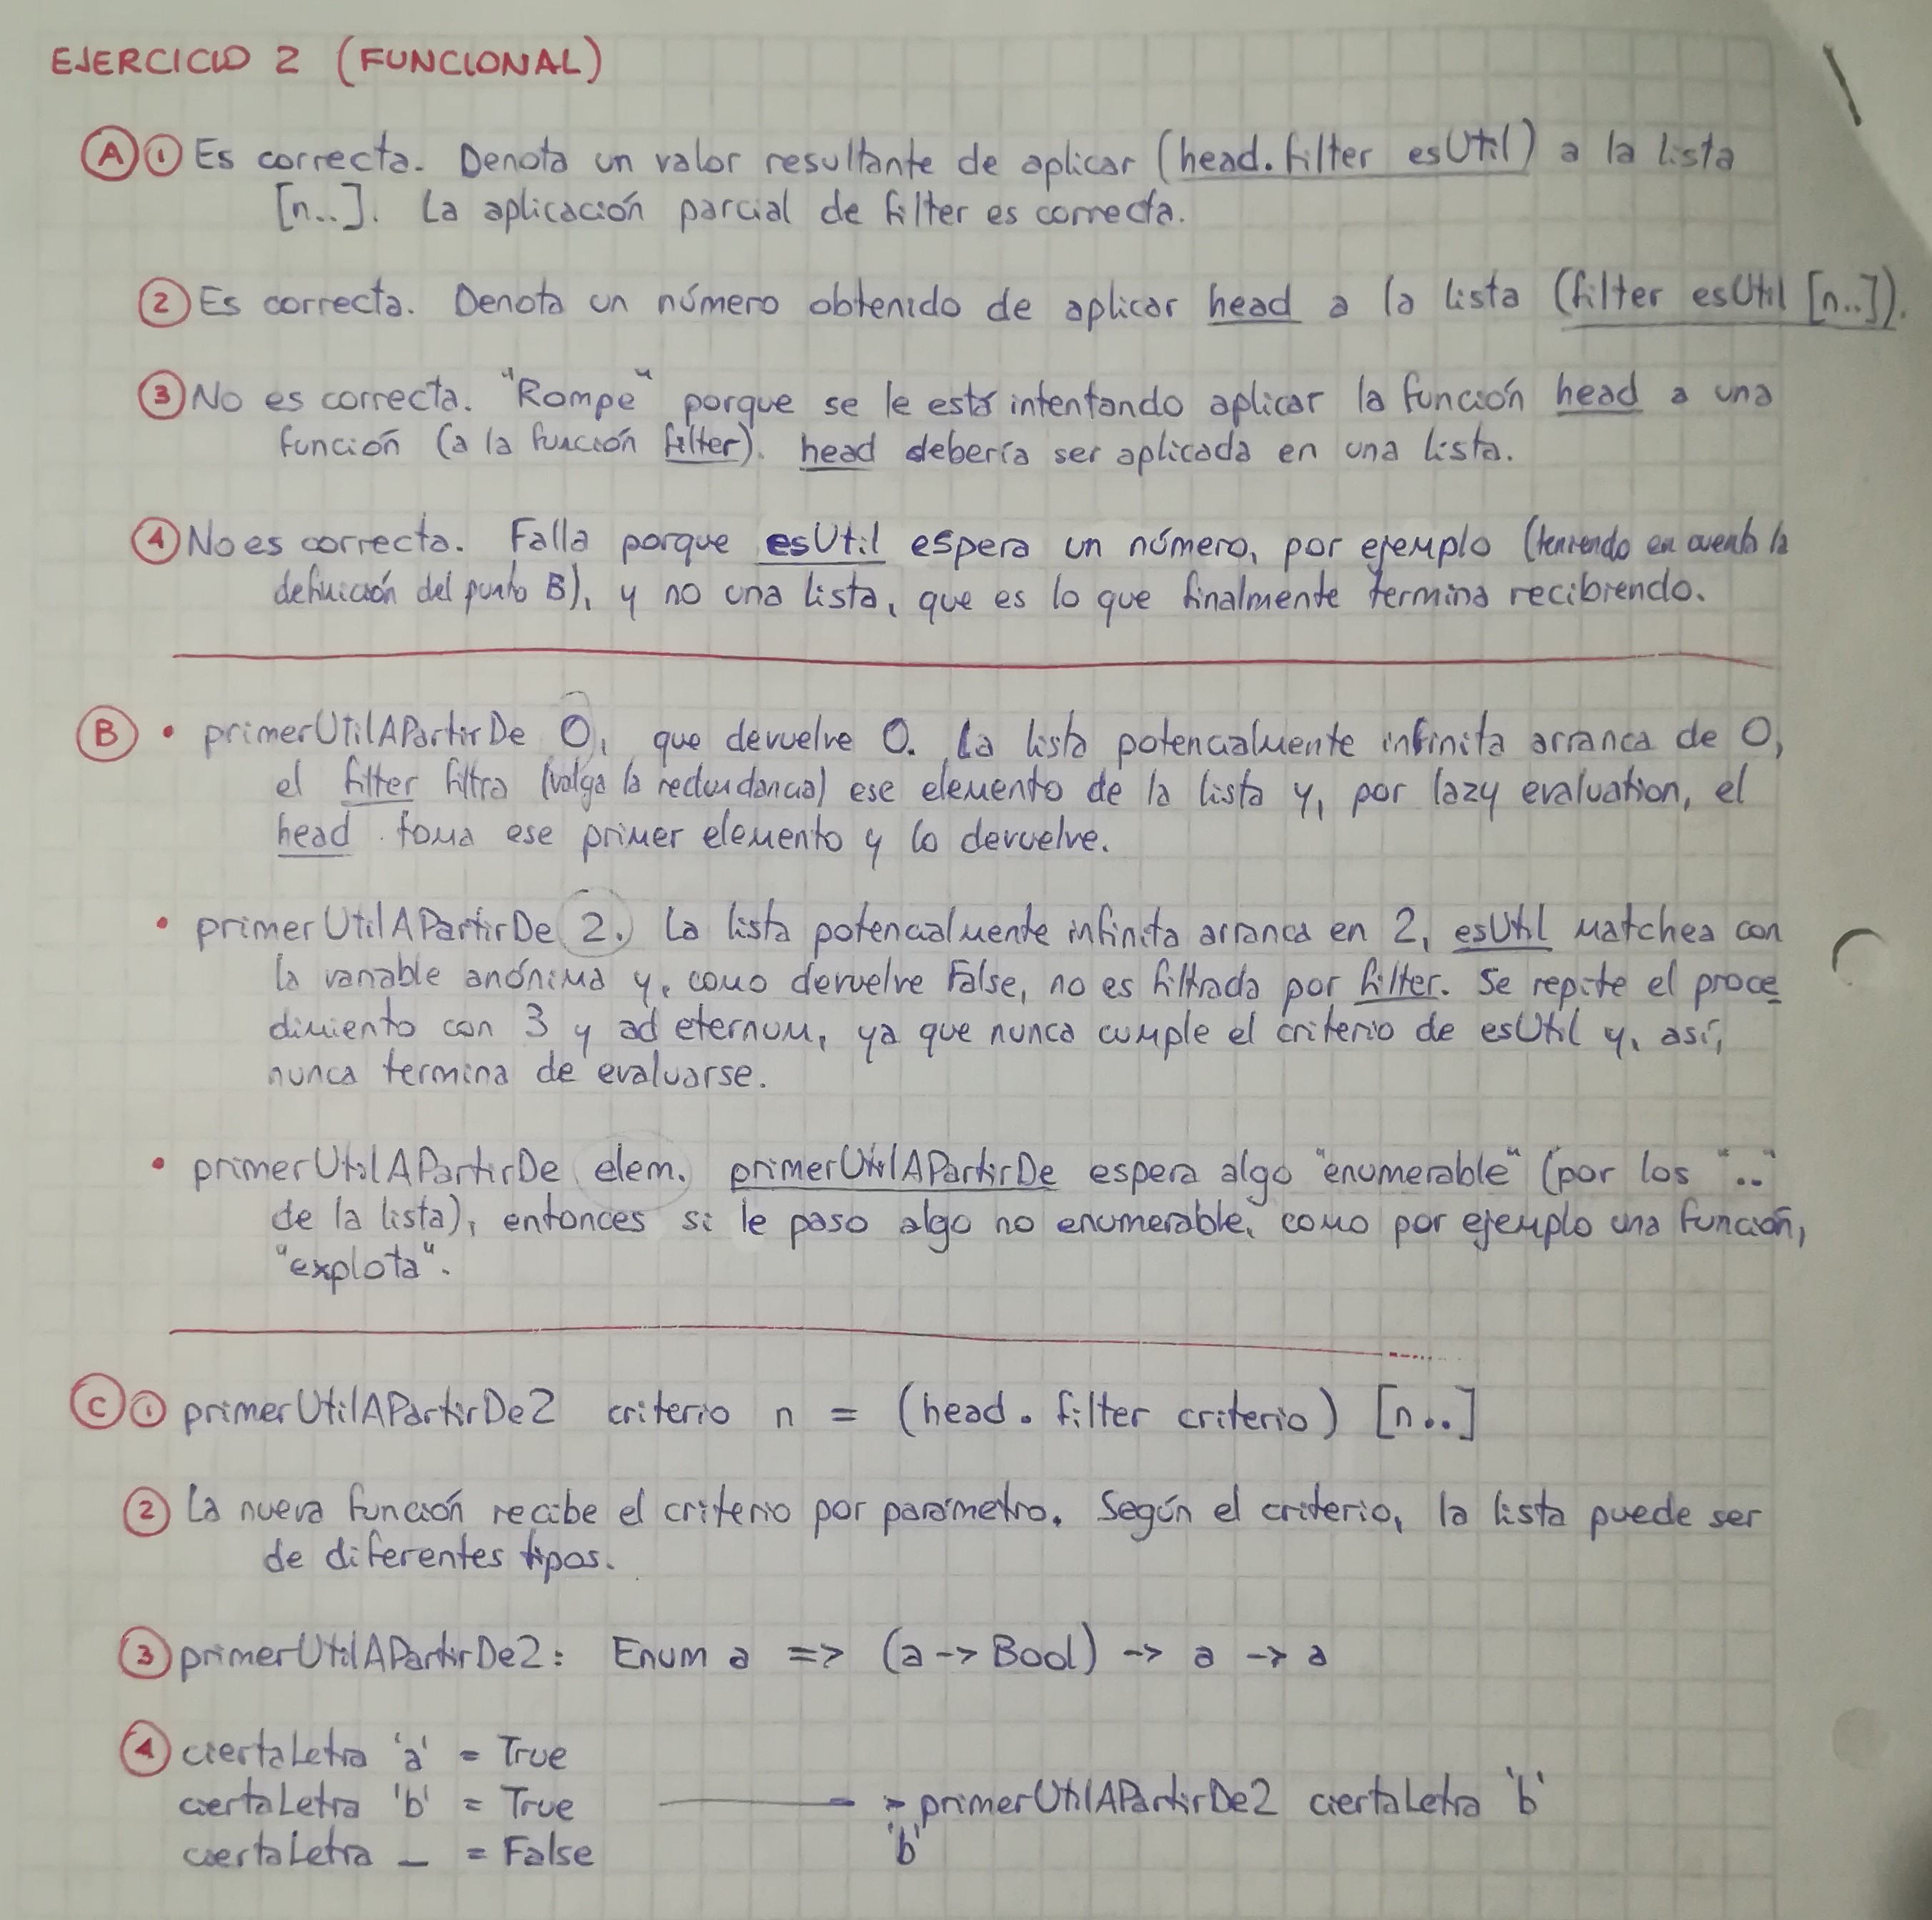 EJERCICIO 2 (FUNCIONAL)
A 1 Es correcta. Denota un valor resultante de aplicar (head.filter esUtil) a la lista
[n..]. La aplicación parcial de filter es correcta.
2 Es correcta. Denota un número obtenido de aplicar head a la lista (filter esUtil [n..]).
3 No es correcta. "Rompe" porque se le está intentando aplicar la función head a una
función (a la función filter). head debería ser aplicada en una lista.
4 No es correcta. Falla porque esUtil espera un número, por ejemplo (teniendo en cuenta la
definición del punto B), y no una lista, que es lo que finalmente termina recibiendo.
B • primerUtilAPartirDe 0, que devuelve 0. La lista potencialmente infinita arranca de 0,
el filter filtra (valga la redundancia) ese elemento de la lista y, por lazy evaluation, el
head toma ese primer elemento y lo devuelve.
• primerUtilAPartirDe 2. La lista potencialmente infinita arranca en 2, esUtil matchea con
la variable anónima y, como devuelve False, no es filtrada por filter. Se repite el proce
dimiento con 3 y ad eternum, ya que nunca cumple el criterio de esUtil y, así,
nunca termina de evaluarse.
• primerUtilAPartirDe elem. primerUtilAPartirDe espera algo "enumerable" (por los ".."
de la lista), entonces si le paso algo no enumerable, como por ejemplo una función,
"explota".
C 1 primerUtilAPartirDe2 criterio n = (head . filter criterio) [n..]
2 La nueva función recibe el criterio por parámetro. Según el criterio, la lista puede ser
de diferentes tipos.
3 primerUtilAPartirDe2: Enum a => (a -> Bool) -> a -> a
4 ciertaLetra 'a' = True
ciertaLetra 'b' = True > primerUtilAPartirDe2 ciertaLetra 'b'
ciertaLetra _ = False 'b'